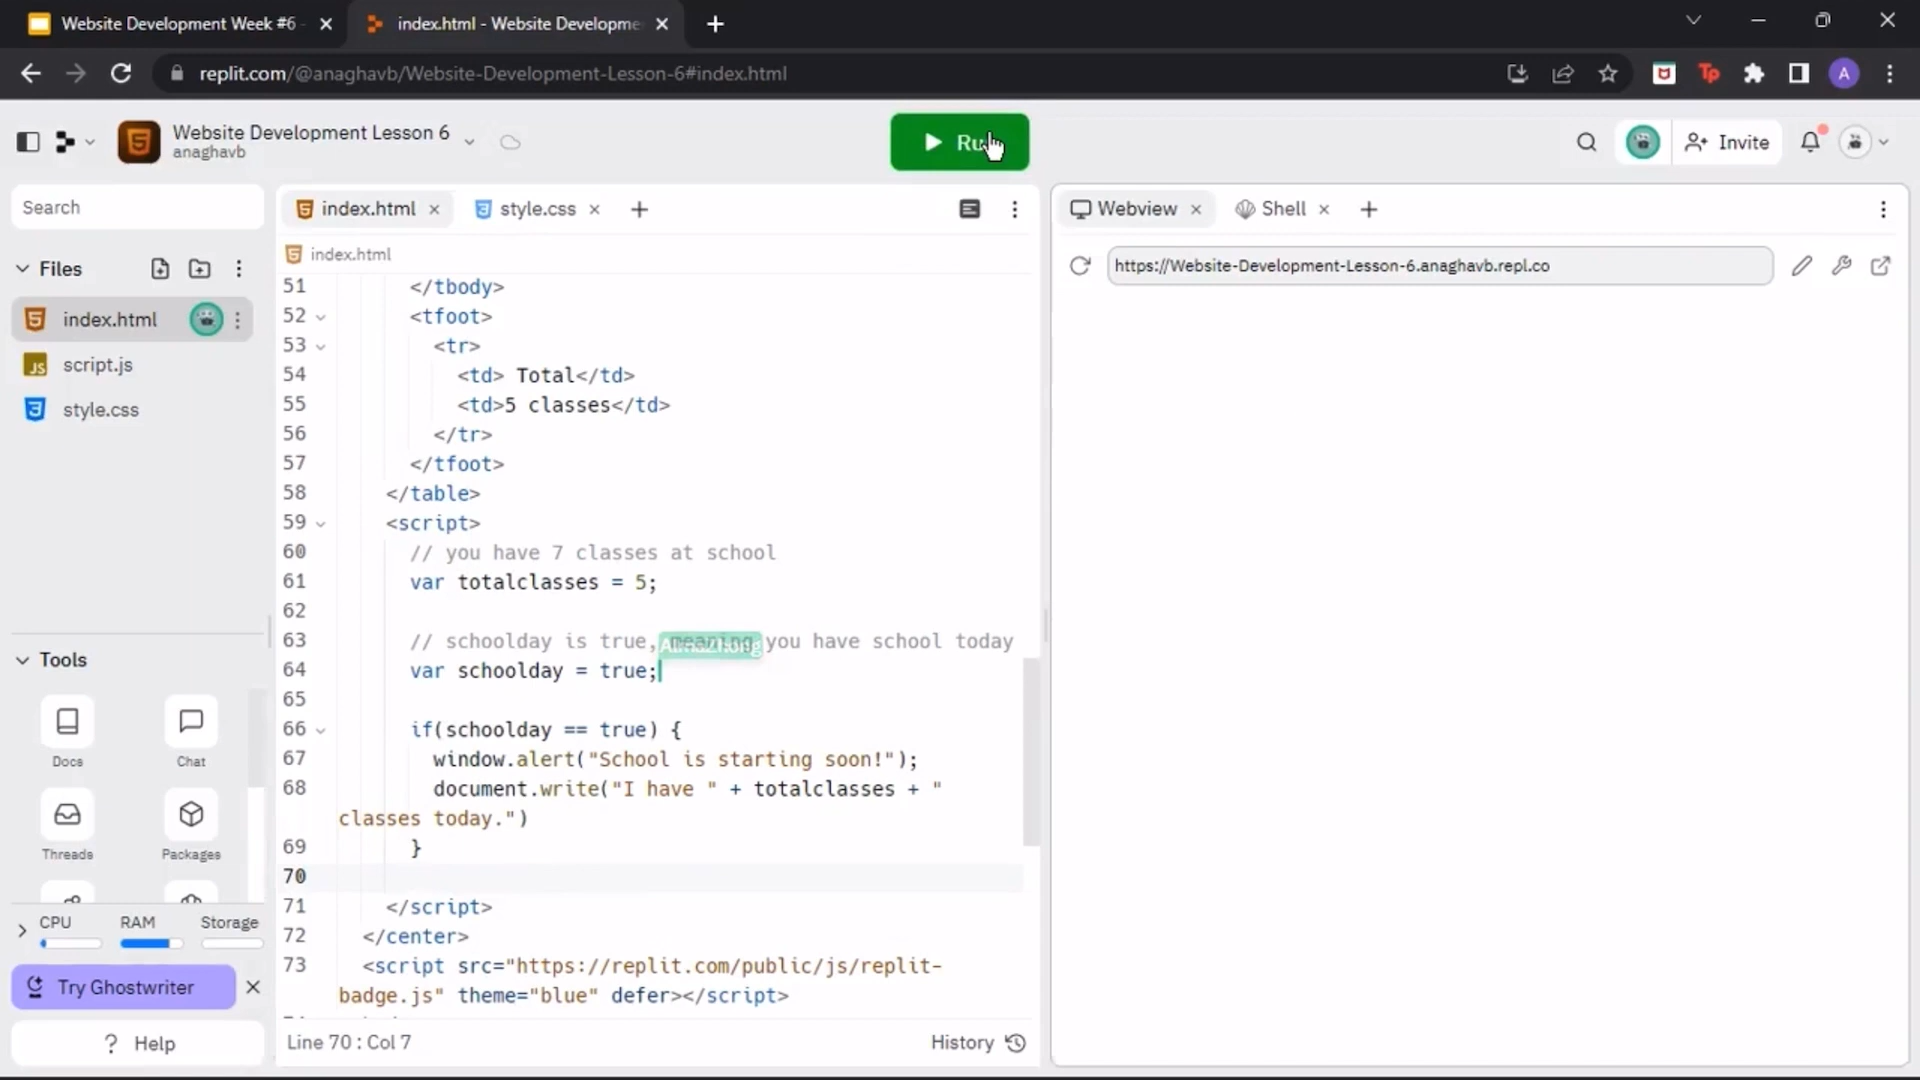 Website Development Week #6
index.html - Website Developme
replit.com/@anaghavb/Website-Development-Lesson-6#index.html
Tp
A
Website Development Lesson 6
anaghavb
Run
Invite
Search
index.html
style.css
Webview
Shell
index.html
https://Website-Development-Lesson-6.anaghavb.repl.co
Files
index.html
JS script.js
style.css
51 </tbody>
52 <tfoot>
53 <tr>
54 <td> Total</td>
55 <td>5 classes</td>
56 </tr>
57 </tfoot>
58 </table>
59 <script>
60 // you have 7 classes at school
61 var totalclasses = 5;
62
63 // schoolday is true, meaning you have school today
64 var schoolday = true;
65
66 if(schoolday == true) {
67 window.alert("School is starting soon!");
68 document.write("I have " + totalclasses + "
classes today.")
69 }
70
71 </script>
72 </center>
73 <script src="https://replit.com/public/js/replit-
badge.js" theme="blue" defer></script>
Tools
Docs
Chat
Threads
Packages
CPU
RAM
Storage
Try Ghostwriter
? Help
Line 70 : Col 7
History